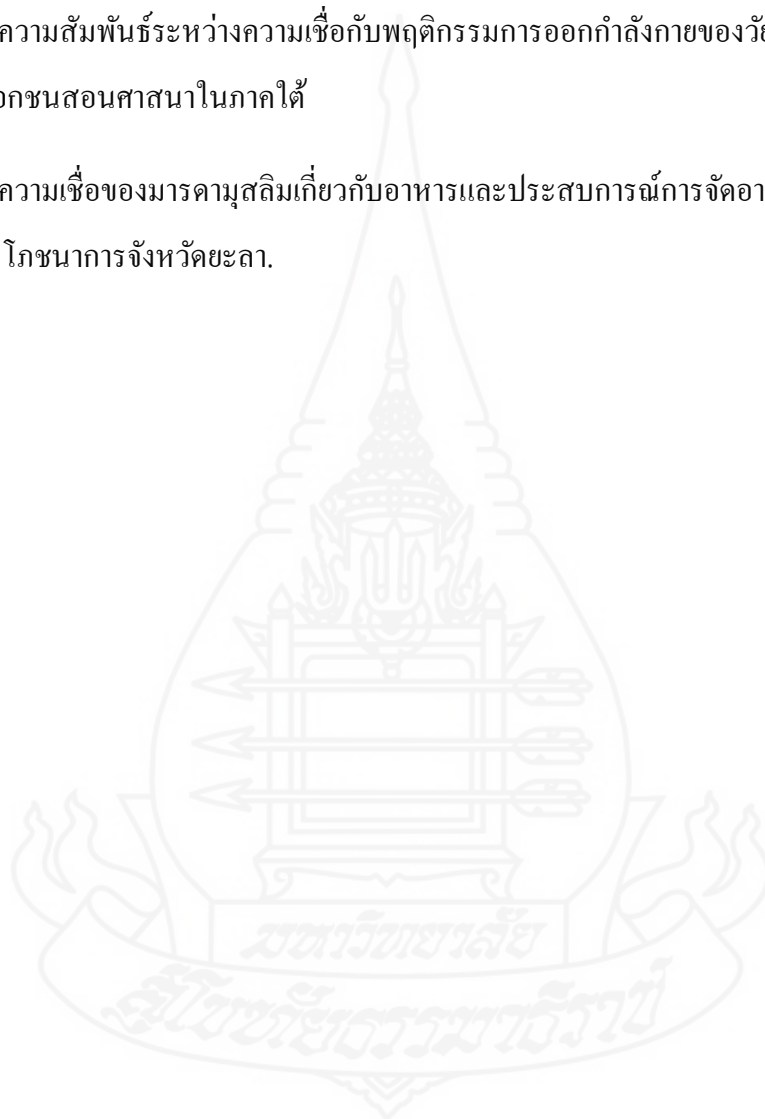 ความสัมพันธ์ระหว่างความเชื่อกับพฤติกรรมการออกกำลังกายของวัย
อกชนสอนศาสนาในภาคใต้
ความเชื่อของมารดามุสลิมเกี่ยวกับอาหารและประสบการณ์การจัดอา
โภชนาการจังหวัดยะลา.
มหาวิทยาลัย
สุโขทัยธรรมาธิราช